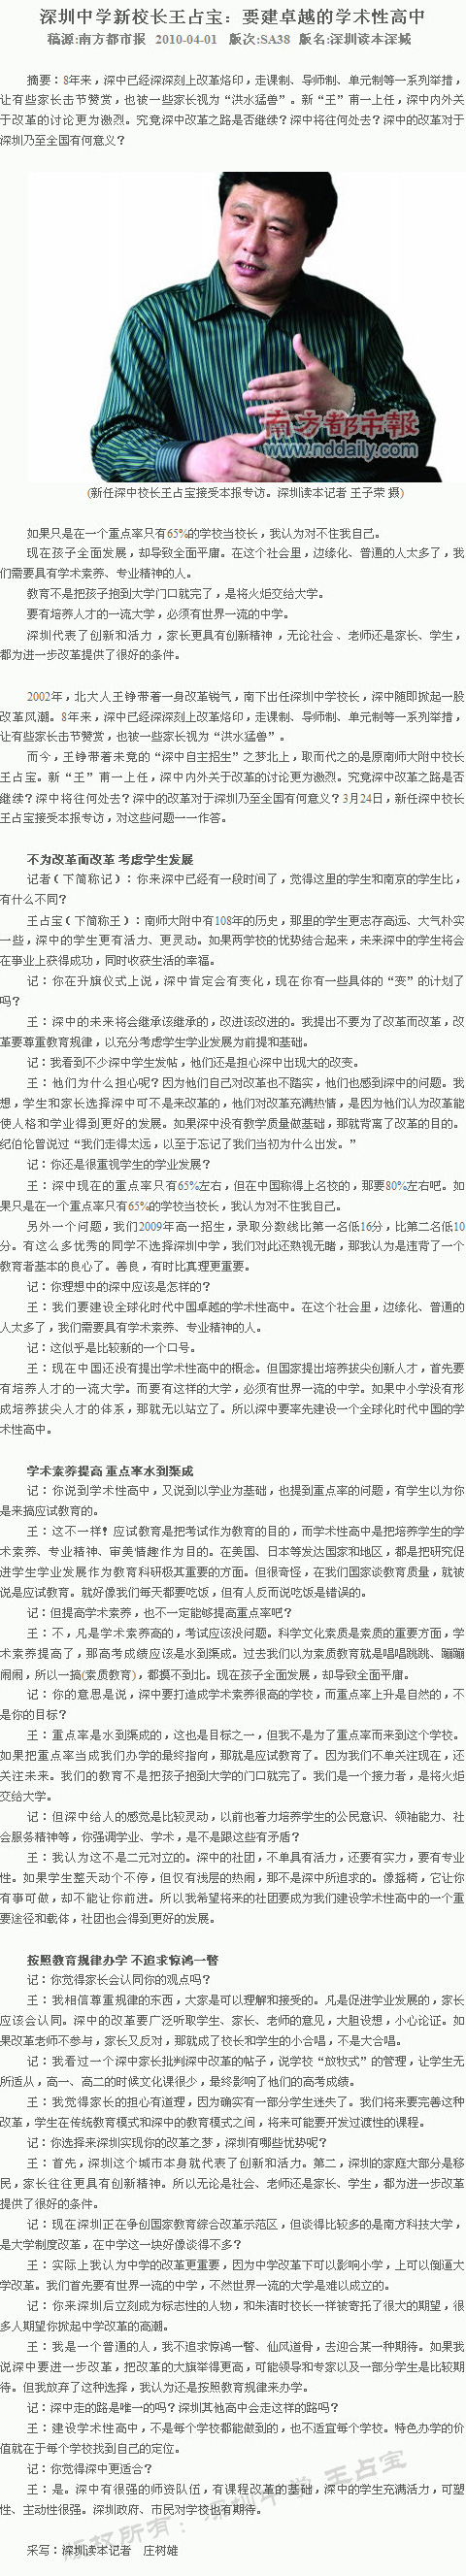 深圳中学新校长王占宝：要建卓越的学术性高中
稿源:南方都市报 2010-04-01 版次:SA38 版名:深圳读本深城
摘要：8年来，深中已经深深刻上改革烙印，走课制、导师制、单元制等一系列举措，
让有些家长击节赞赏，也被一些家长视为“洪水猛兽”。新“王”甫一上任，深中内外关
于改革的讨论更为激烈。究竟深中改革之路是否继续？深中将往何处去？深中的改革对于
深圳乃至全国有何意义？
南方都市报
www.nddaily.com
(新任深中校长王占宝接受本报专访。深圳读本记者 王子荣 摄)
如果只是在一个重点率只有65%的学校当校长，我认为对不住我自己。
现在孩子全面发展，却导致全面平庸。在这个社会里，边缘化、普通的人太多了，我
们需要具有学术素养、专业精神的人。
教育不是把孩子抱到大学门口就完了，是将火炬交给大学。
要有培养人才的一流大学，必须有世界一流的中学。
深圳代表了创新和活力，家长更具有创新精神，无论社会、老师还是家长、学生，
都为进一步改革提供了很好的条件。
2002年，北大人王铮带着一身改革锐气，南下出任深圳中学校长，深中随即掀起一股
改革风潮。8年来，深中已经深深刻上改革烙印，走课制、导师制、单元制等一系列举措，
让有些家长击节赞赏，也被一些家长视为“洪水猛兽”。
而今，王铮带着未竟的“深中自主招生”之梦北上，取而代之的是原南师大附中校长
王占宝。新“王”甫一上任，深中内外关于改革的讨论更为激烈。究竟深中改革之路是否
继续？深中将往何处去？深中的改革对于深圳乃至全国有何意义？3月24日，新任深中校长
王占宝接受本报专访，对这些问题一一作答。
不为改革而改革 考虑学生发展
记者（下简称记）：你来深中已经有一段时间了，觉得这里的学生和南京的学生比，
有什么不同？
王占宝（下简称王）：南师大附中有108年的历史，那里的学生更志存高远、大气朴实
一些，深中的学生更有活力、更灵动。如果两学校的优势结合起来，未来深中的学生将会
在事业上获得成功，同时收获生活的幸福。
记：你在升旗仪式上说，深中肯定会有变化，现在你有一些具体的“变”的计划了
吗？
王：深中的未来将会继承该继承的，改进该改进的。我提出不要为了改革而改革，改
革要尊重教育规律，以充分考虑学生学业发展为前提和基础。
记：我看到不少深中学生发帖，他们还是担心深中出现大的改变。
王：他们为什么担心呢？因为他们自己对改革也不踏实，他们也感到深中的问题。我
想，学生和家长选择深中可不是来改革的，他们对改革充满热情，是因为他们认为改革能
使人格和学业得到更好的发展。如果深中没有教学质量做基础，那就背离了改革的目的。
纪伯伦曾说过“我们走得太远，以至于忘记了我们当初为什么出发。”
记：你还是很重视学生的学业发展？
王：深中现在的重点率只有65%左右，但在中国称得上名校的，那要80%左右吧。如
果只是在一个重点率只有65%的学校当校长，我认为对不住我自己。
另外一个问题，我们2009年高一招生，录取分数线比第一名低16分，比第二名低10
分。有这么多优秀的同学不选择深圳中学，我们对此还熟视无睹，那我认为是违背了一个
教育者基本的良心了。善良，有时比真理更重要。
记：你理想中的深中应该是怎样的？
王：我们要建设全球化时代中国卓越的学术性高中。在这个社会里，边缘化、普通的
人太多了，我们需要具有学术素养、专业精神的人。
记：这似乎是比较新的一个口号。
王：现在中国还没有提出学术性高中的概念。但国家提出培养拔尖创新人才，首先要
有培养人才的一流大学。而要有这样的大学，必须有世界一流的中学。如果中小学没有形
成培养拔尖人才的体系，那就无以站立了。所以深中要率先建设一个全球化时代中国的学
术性高中。
学术素养提高 重点率水到渠成
记：你说到学术性高中，又说到以学业为基础，也提到重点率的问题，有学生以为你
是来搞应试教育的。
王：这不一样！应试教育是把考试作为教育的目的，而学术性高中是把培养学生的学
术素养、专业精神、审美情趣作为目的。在美国、日本等发达国家和地区，都是把研究促
进学生学业发展作为教育科研极其重要的方面。但很奇怪，在我们国家谈教育质量，就被
说是应试教育。就好像我们每天都要吃饭，但有人反而说吃饭是错误的。
记：但提高学术素养，也不一定能够提高重点率吧？
王：不，凡是学术素养高的，考试应该没问题。科学文化素质是素质的重要方面，学
术素养提高了，那高考成绩应该是水到渠成。过去我们以为素质教育就是唱唱跳跳、蹦蹦
闹闹，所以一搞(素质教育)，都摸不到北。现在孩子全面发展，却导致全面平庸。
记：你的意思是说，深中要打造成学术素养很高的学校，而重点率上升是自然的，不
是你的目标？
王：重点率是水到渠成的，这也是目标之一，但我不是为了重点率而来到这个学校。
如果把重点率当成我们办学的最终指向，那就是应试教育了。因为我们不单关注现在，还
关注未来。我们的教育不是把孩子抱到大学的门口就完了。我们是一个接力者，是将火炬
交给大学。
记：但深中给人的感觉是比较灵动，以前也着力培养学生的公民意识、领袖能力、社
会服务精神等，你强调学业、学术，是不是跟这些有矛盾？
王：我认为这不是二元对立的。深中的社团，不单具有活力，还要有实力，要有专业
性。如果学生整天动个不停，但仅有浅层的热闹，那不是深中所追求的。像摇椅，它让你
有事可做，却不能让你前进。所以我希望将来的社团要成为我们建设学术性高中的一个重
要途径和载体，社团也会得到更好的发展。
按照教育规律办学 不追求惊鸿一瞥
记：你觉得家长会认同你的观点吗？
王：我相信尊重规律的东西，大家是可以理解和接受的。凡是促进学业发展的，家长
应该会认同。深中的改革要广泛听取学生、家长、老师的意见，大胆设想，小心论证。如
果改革老师不参与，家长又反对，那就成了校长和学生的小合唱，不是大合唱。
记：我看过一个深中家长批判深中改革的帖子，说学校“放牧式”的管理，让学生无
所适从，高一、高二的时候文化课很少，最终影响了他们的高考成绩。
王：我觉得家长的担心有道理，因为确实有一部分学生迷失了。我们将来要完善这种
改革，学生在传统教育模式和深中的教育模式之间，将来可能要开发过渡性的课程。
记：你选择来深圳实现你的改革之梦，深圳有哪些优势呢？
王：首先，深圳这个城市本身就代表了创新和活力。第二，深圳的家庭大部分是移
民，家长往往更具有创新精神。所以无论是社会、老师还是家长、学生，都为进一步改革
提供了很好的条件。
记：现在深圳正在争创国家教育综合改革示范区，但谈得比较多的是南方科技大学，
是大学制度改革，在中学这一块好像谈得不多？
王：实际上我认为中学的改革更重要，因为中学改革下可以影响小学，上可以倒逼大
学改革。我们首先要有世界一流的中学，不然世界一流的大学是难以成立的。
记：你来深圳后立刻成为标志性的人物，和朱清时校长一样被寄托了很大的期望，很
多人期望你掀起中学改革的高潮。
王：我是一个普通的人，我不追求惊鸿一瞥、仙风道骨，去迎合某一种期待。如果我
说深中要进一步改革，把改革的大旗举得更高，可能领导和专家以及一部分学生是比较期
待。但我放弃了这种选择，我认为还是按照教育规律来办学。
记：深中走的路是唯一的吗？深圳其他高中会走这样的路吗？
王：建设学术性高中，不是每个学校都能做到的，也不适宜每个学校。特色办学的价
值就在于每个学校找到自己的定位。
记：你觉得深中更适合？
王：是。深中有很强的师资队伍，有课程改革的基础，深中的学生充满活力，可塑
性、主动性很强。深圳政府、市民对学校也有期待。
版权所有：深圳中学 王占宝
采写：深圳读本记者 庄树雄